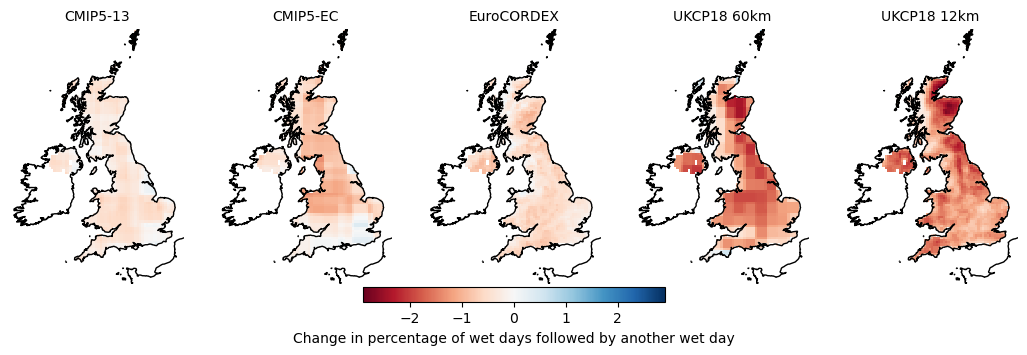 CMIP5-13 CMIP5-EC EuroCORDEX UKCP18 60km UKCP18 12km
−2 −1 0 1 2
Change in percentage of wet days followed by another wet day